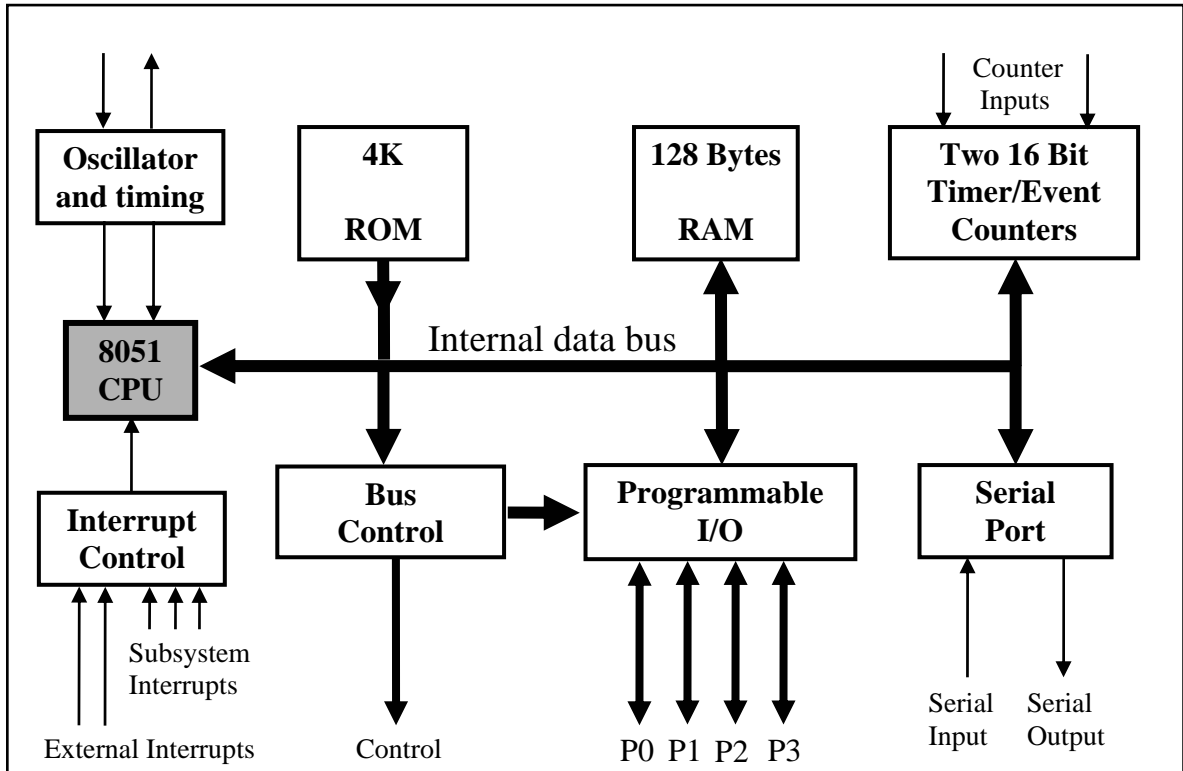 Counter
Inputs
Oscillator
and timing
4K
ROM
128 Bytes
RAM
Two 16 Bit
Timer/Event
Counters
8051
CPU
Internal data bus
Interrupt
Control
Bus
Control
Programmable
I/O
Serial
Port
Subsystem
Interrupts
External Interrupts
Control
P0 P1 P2 P3
Serial
Input
Serial
Output